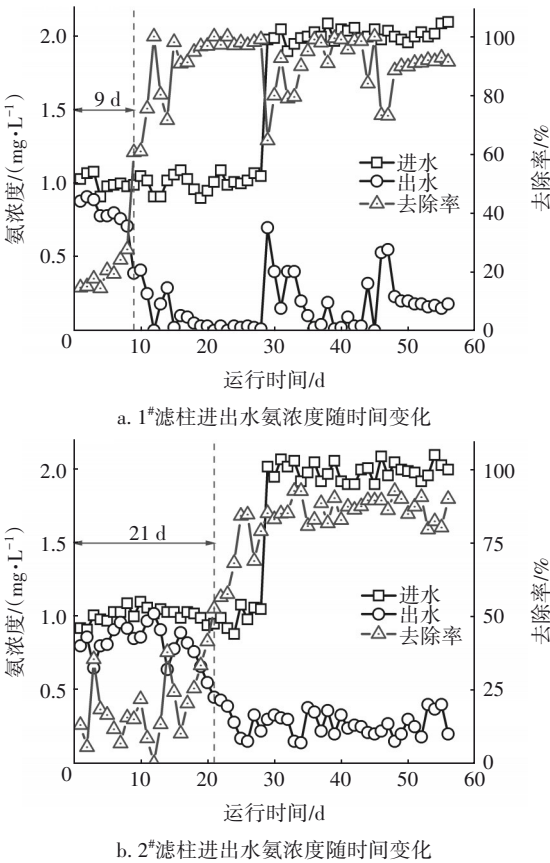 氨浓度/(mg•L⁻¹)
2.0
1.5
1.0
0.5
0
9 d
进水
出水
去除率
100
80
60
40
20
0
去除率/%
0 10 20 30 40 50 60
运行时间/d
a. 1#滤柱进出水氨浓度随时间变化
氨浓度/(mg•L⁻¹)
2.0
1.5
1.0
0.5
0
21 d
进水
出水
去除率
100
75
50
25
0
去除率/%
0 10 20 30 40 50 60
运行时间/d
b. 2#滤柱进出水氨浓度随时间变化